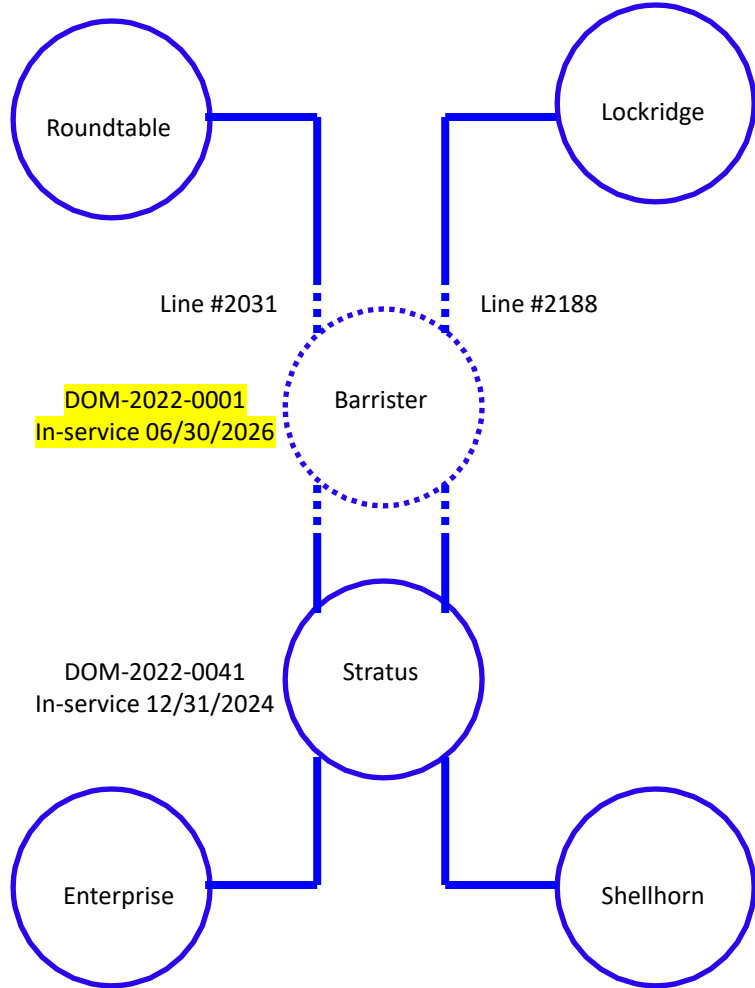 Roundtable
Lockridge
Line #2031
Line #2188
DOM-2022-0001
In-service 06/30/2026
Barrister
DOM-2022-0041
In-service 12/31/2024
Stratus
Enterprise
Shellhorn